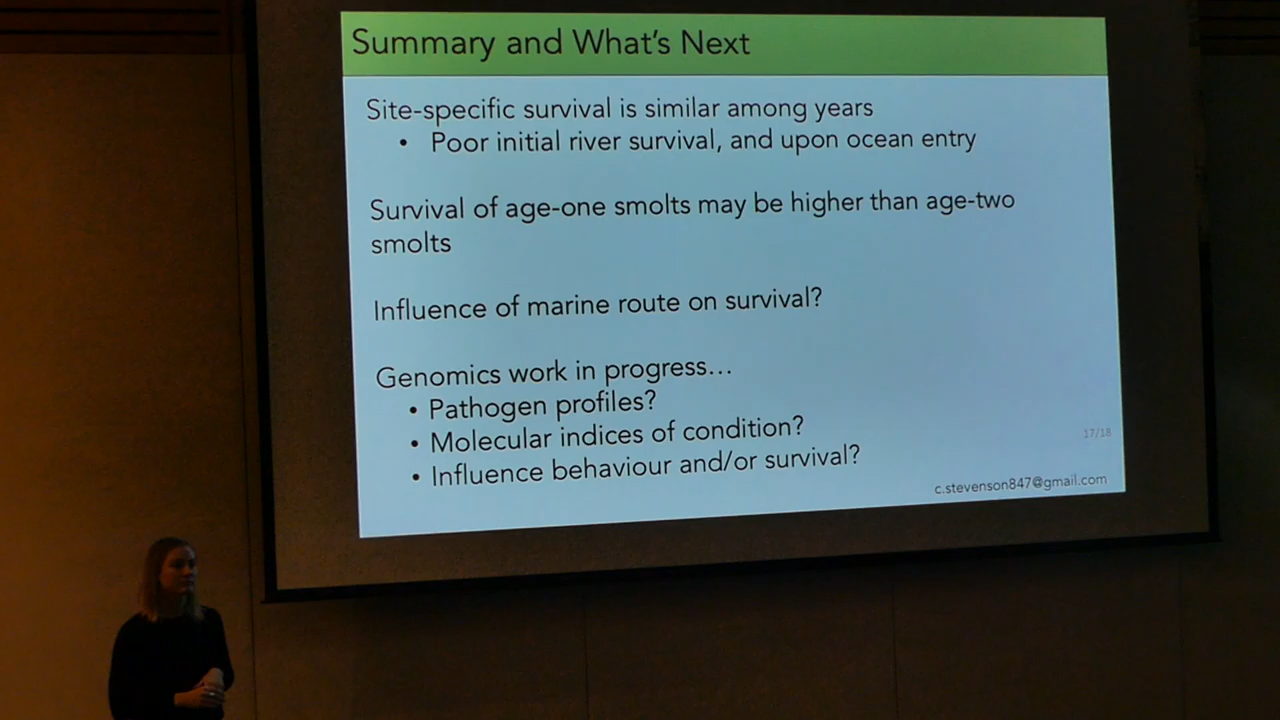 Summary and What's Next
Site-specific survival is similar among years
• Poor initial river survival, and upon ocean entry
Survival of age-one smolts may be higher than age-two
smolts
Influence of marine route on survival?
Genomics work in progress...
• Pathogen profiles?
• Molecular indices of condition?
• Influence behaviour and/or survival?
17/18
c.stevenson847@gmail.com